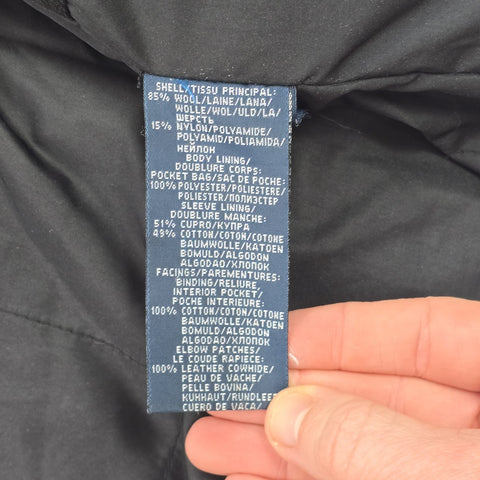 SHELL/TISSU PRINCIPAL:
85% WOOL/LAINE/LANA/
WOLLE/WOL/ULD/LA/
ШЕРСТЬ
15% NYLON/POLYAMIDE/
POLYAMID/POLIAMIDA/
НЕЙЛОН
BODY LINING/
DOUBLURE CORPS:
POCKET BAG/SAC DE POCHE:
100% POLYESTER/POLIESTERE/
POLIESTER/ПОЛИЭСТЕР
SLEEVE LINING/
DOUBLURE MANCHE:
51% CUPRO/КУПРА
49% COTTON/COTON/COTONE
BAUMWOLLE/KATOEN
BOMULD/ALGODON
ALGODAO/ХЛОПОК
FACINGS/PAREMENTURES:
BINDING/RELIURE,
INTERIOR POCKET/
POCHE INTERIEURE:
100% COTTON/COTON/COTONE
BAUMWOLLE/KATOEN
BOMULD/ALGODON
ALGODAO/ХЛОПОК
ELBOW PATCHES/
LE COUDE RAPIECE:
100% LEATHER COWHIDE/
PEAU DE VACHE/
PELLE BOVINA/
KUHHAUT/RUNDLEER
CUERO DE VACA/